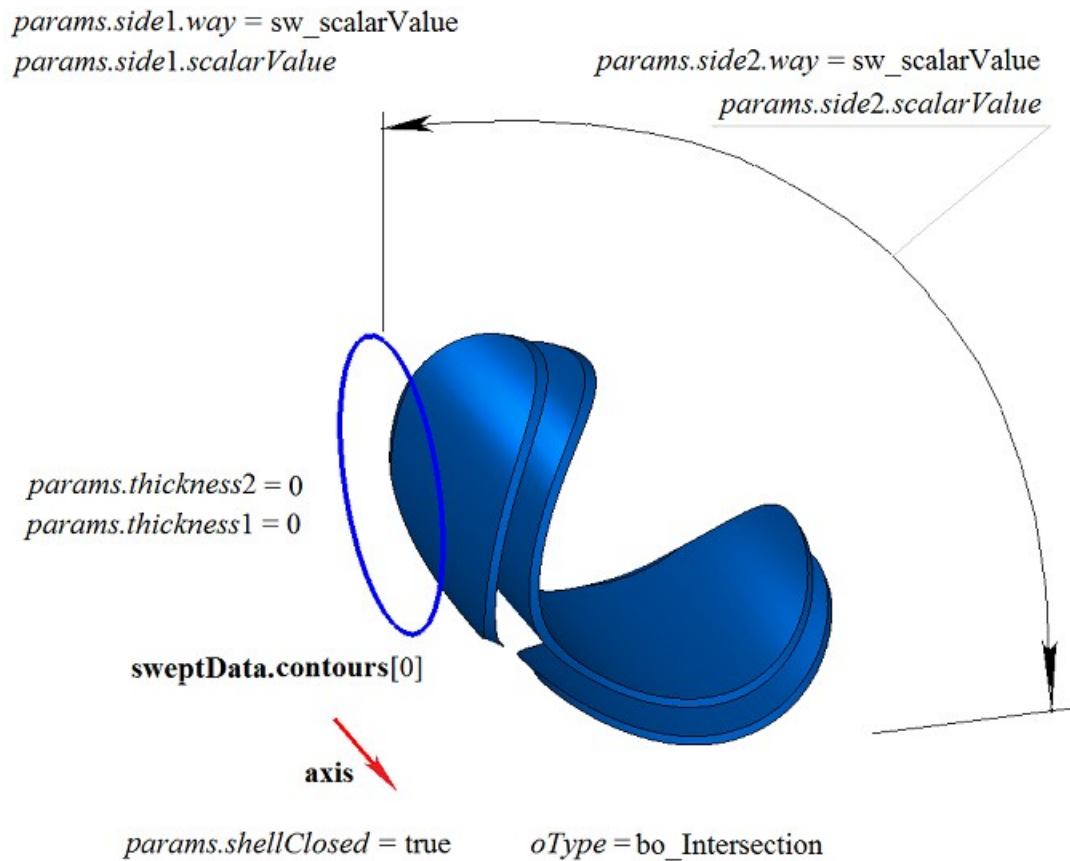 params.side1.way = sw_scalarValue
params.side1.scalarValue
params.side2.way = sw_scalarValue
params.side2.scalarValue
params.thickness2 = 0
params.thickness1 = 0
sweptData.contours[0]
axis
params.shellClosed = true
oType = bo_Intersection